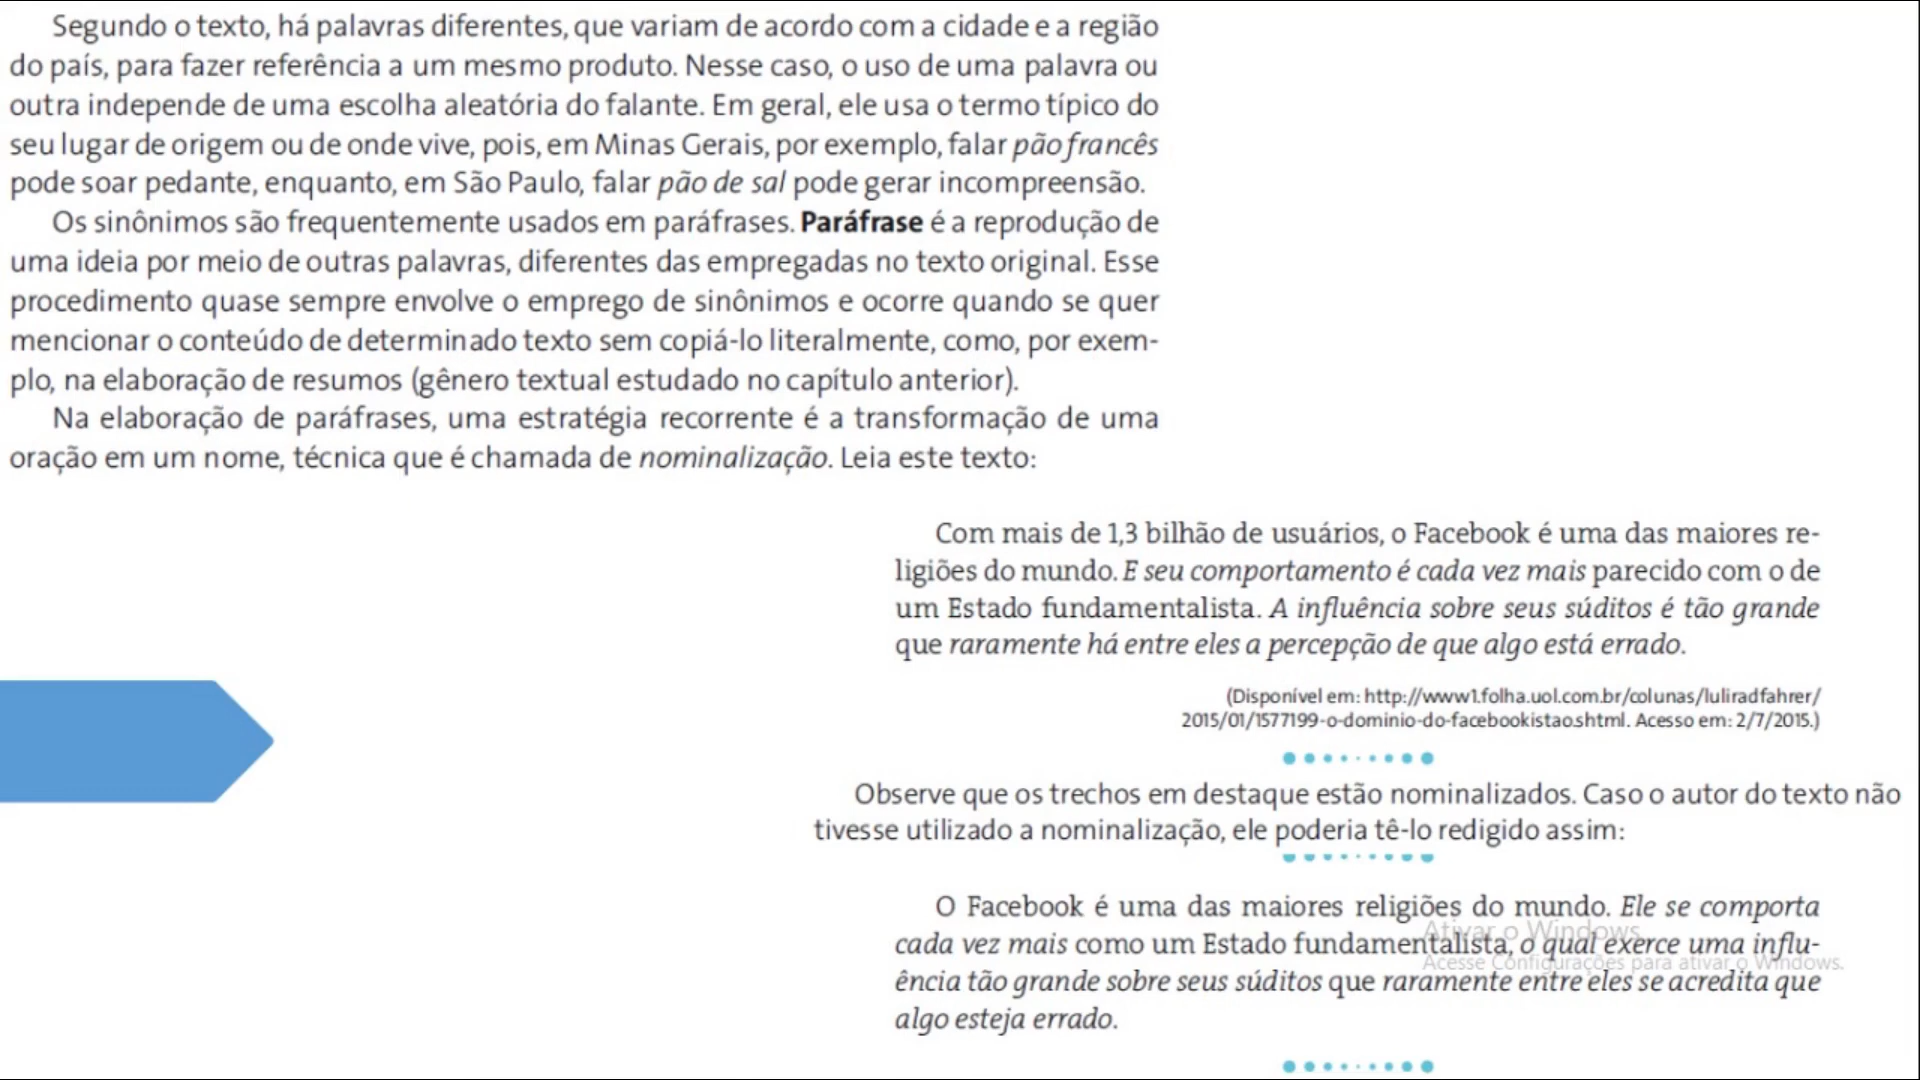 Segundo o texto, há palavras diferentes, que variam de acordo com a cidade e a região
do país, para fazer referência a um mesmo produto. Nesse caso, o uso de uma palavra ou
outra independe de uma escolha aleatória do falante. Em geral, ele usa o termo típico do
seu lugar de origem ou de onde vive, pois, em Minas Gerais, por exemplo, falar pão francês
pode soar pedante, enquanto, em São Paulo, falar pão de sal pode gerar incompreensão.
Os sinônimos são frequentemente usados em paráfrases. Paráfrase é a reprodução de
uma ideia por meio de outras palavras, diferentes das empregadas no texto original. Esse
procedimento quase sempre envolve o emprego de sinônimos e ocorre quando se quer
mencionar o conteúdo de determinado texto sem copiá-lo literalmente, como, por exem-
plo, na elaboração de resumos (gênero textual estudado no capítulo anterior).
Na elaboração de paráfrases, uma estratégia recorrente é a transformação de uma
oração em um nome, técnica que é chamada de nominalização. Leia este texto:
Com mais de 1,3 bilhão de usuários, o Facebook é uma das maiores re-
ligiões do mundo. E seu comportamento é cada vez mais parecido com o de
um Estado fundamentalista. A influência sobre seus súditos é tão grande
que raramente há entre eles a percepção de que algo está errado.
(Disponível em: http://www1.folha.uol.com.br/colunas/luliradfahrer/
2015/01/1577199-o-dominio-do-facebookistao.shtml. Acesso em: 2/7/2015.)
Observe que os trechos em destaque estão nominalizados. Caso o autor do texto não
tivesse utilizado a nominalização, ele poderia tê-lo redigido assim:
O Facebook é uma das maiores religiões do mundo. Ele se comporta
cada vez mais como um Estado fundamentalista, o qual exerce uma influ-
ência tão grande sobre seus súditos que raramente entre eles se acredita que
algo esteja errado.
Ativar o Windows
Acesse Configurações para ativar o Windows.